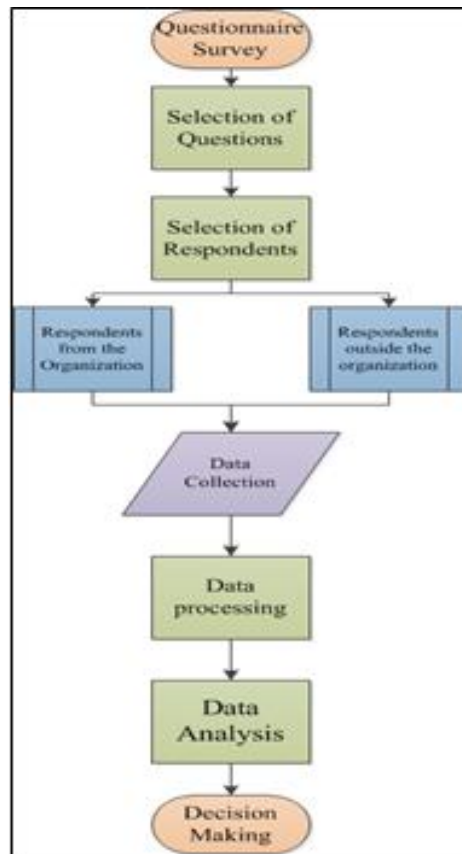 Questionnaire
Survey
Selection of
Questions
Selection of
Respondents
Respondents
from the
Organization
Respondents
outside the
organization
Data
Collection
Data
processing
Data
Analysis
Decision
Making